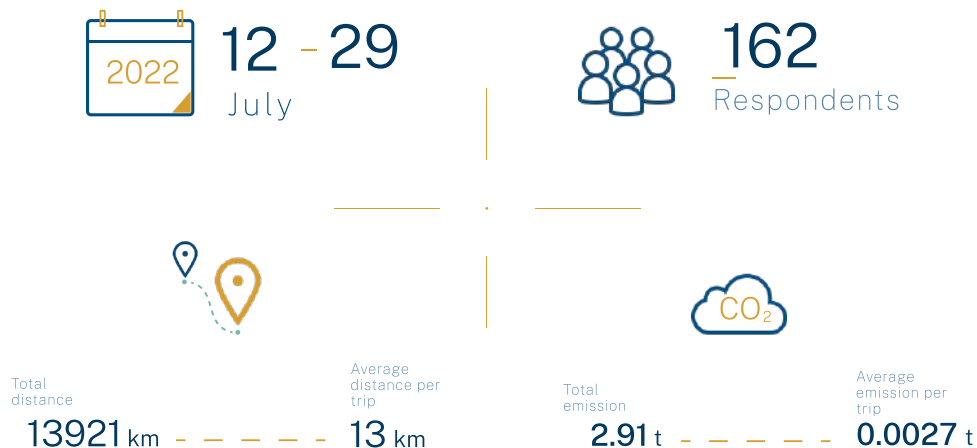 2022
12 – 29
July
162
Respondents
CO₂
Total
distance
13921 km
Average
distance per
trip
13 km
Total
emission
2.91 t
Average
emission per
trip
0.0027 t